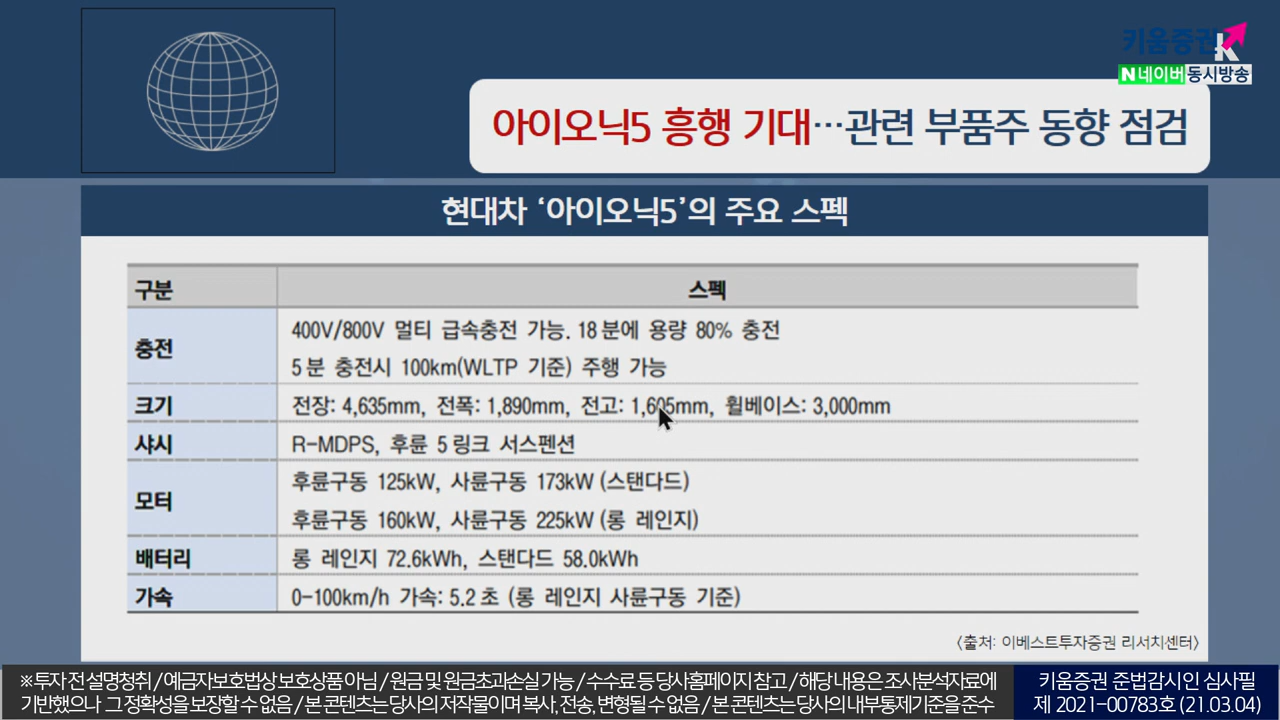 키움증권
N 네이버 동시방송
아이오닉5 흥행 기대…관련 부품주 동향 점검
현대차 ‘아이오닉5’의 주요 스펙
구분 스펙
충전 400V/800V 멀티 급속충전 가능. 18분에 용량 80% 충전
5분 충전시 100km(WLTP 기준) 주행 가능
크기 전장: 4,635mm, 전폭: 1,890mm, 전고: 1,605mm, 휠베이스: 3,000mm
샤시 R-MDPS, 후륜 5링크 서스펜션
모터 후륜구동 125kW, 사륜구동 173kW (스탠다드)
후륜구동 160kW, 사륜구동 225kW (롱 레인지)
배터리 롱 레인지 72.6kWh, 스탠다드 58.0kWh
가속 0-100km/h 가속: 5.2초 (롱 레인지 사륜구동 기준)
<출처: 이베스트투자증권 리서치센터>
※ 투자 전 설명청취 / 예금자보호법상 보호상품 아님 / 원금 및 원금초과손실 가능 / 수수료 등 당사홈페이지 참고 / 해당 내용은 조사분석자료에
기반했으나 그 정확성을 보장할 수 없음 / 본 콘텐츠는 당사의 저작물이며 복사, 전송, 변형될 수 없음 / 본 콘텐츠는 당사의 내부통제기준을 준수
키움증권 준법감시인 심사필
제 2021-00783호 (21.03.04)